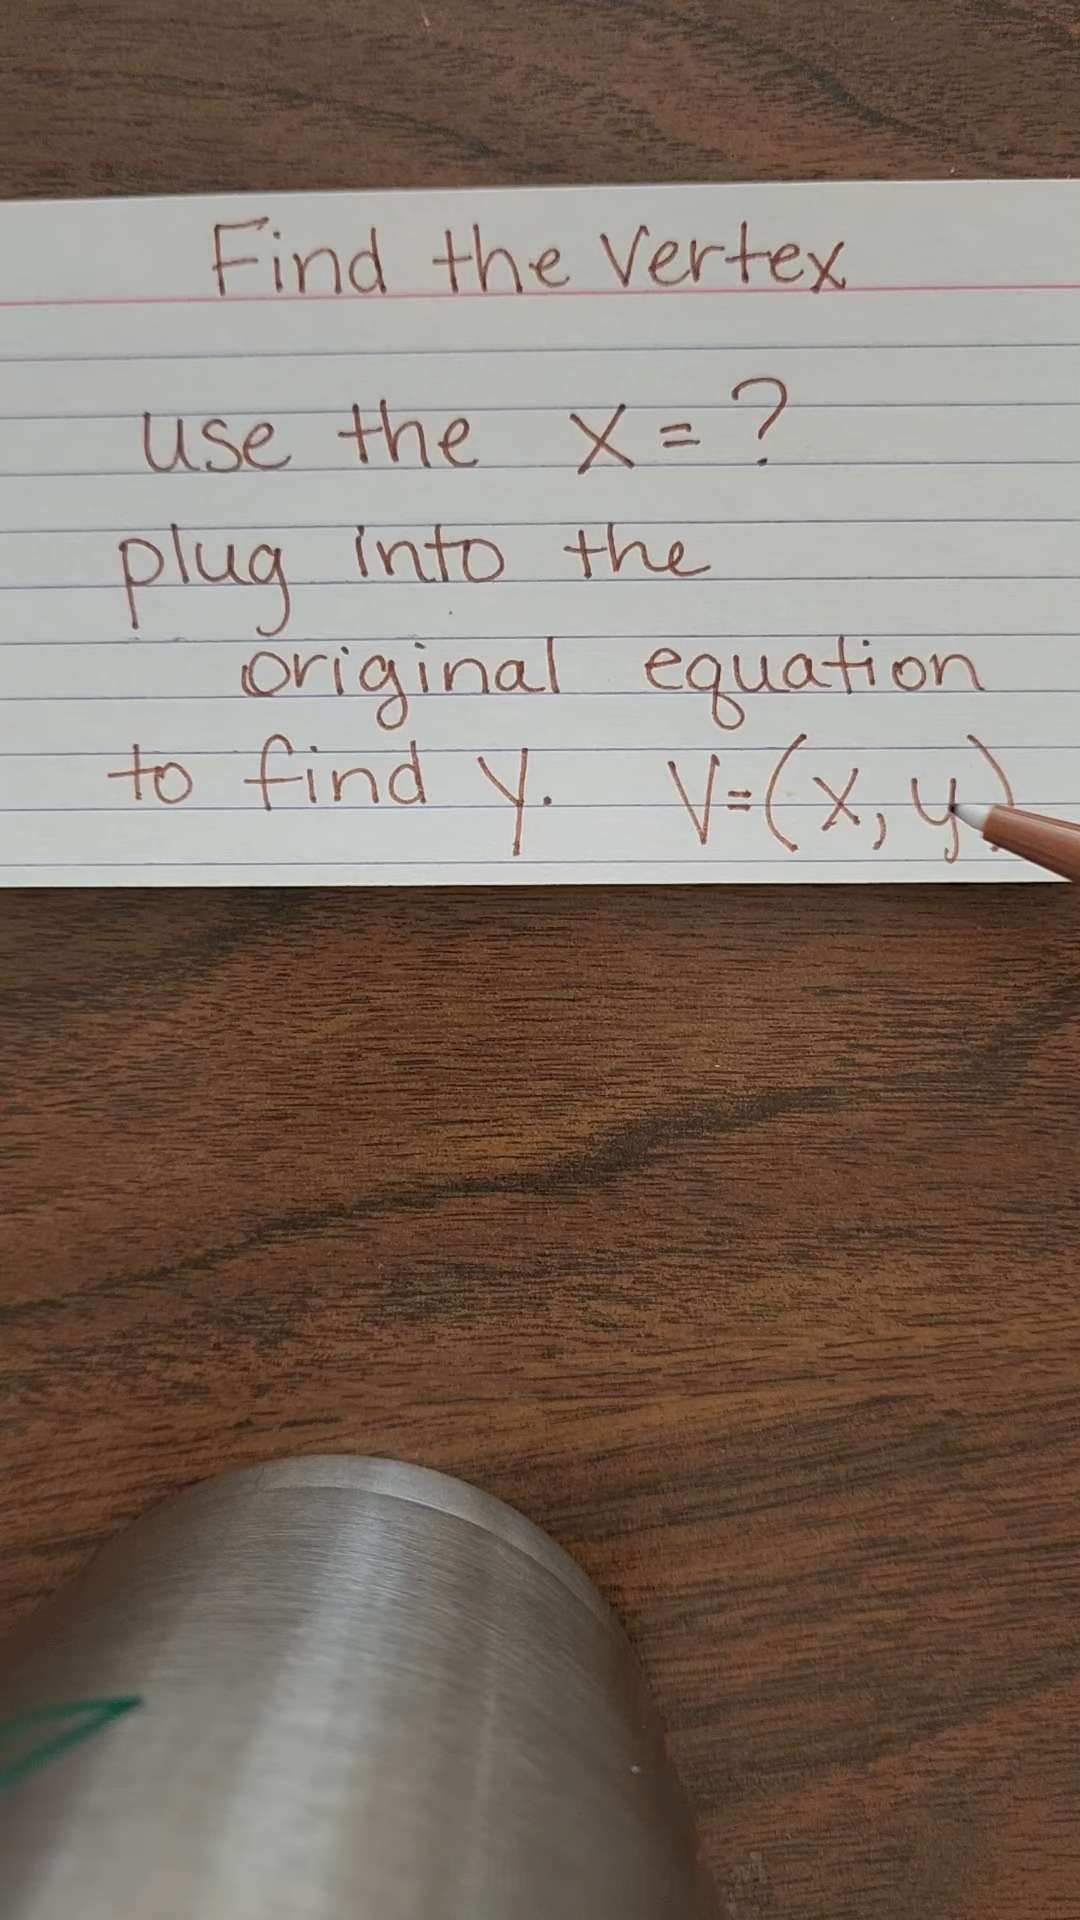 Find the Vertex
use the x = ?
plug into the
original equation
to find y. V=(x, y)